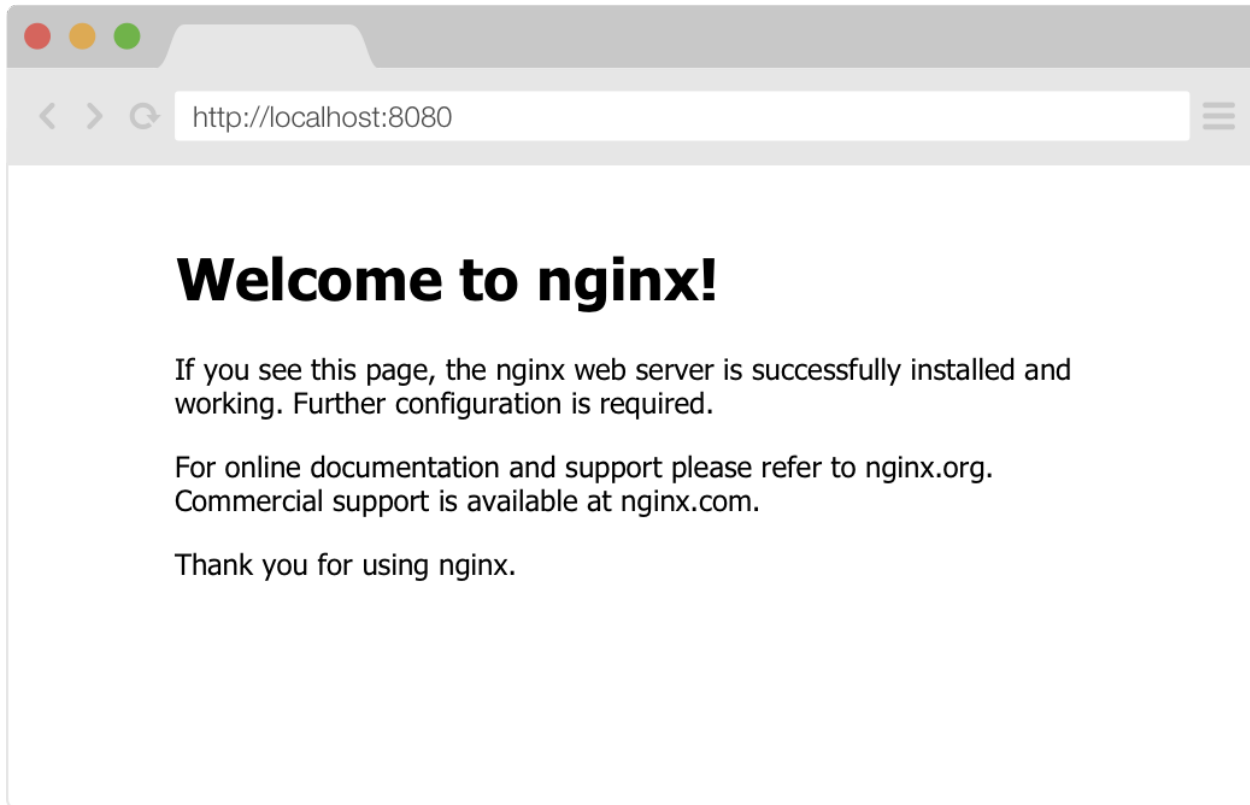 http://localhost:8080
Welcome to nginx!
If you see this page, the nginx web server is successfully installed and
working. Further configuration is required.
For online documentation and support please refer to nginx.org.
Commercial support is available at nginx.com.
Thank you for using nginx.